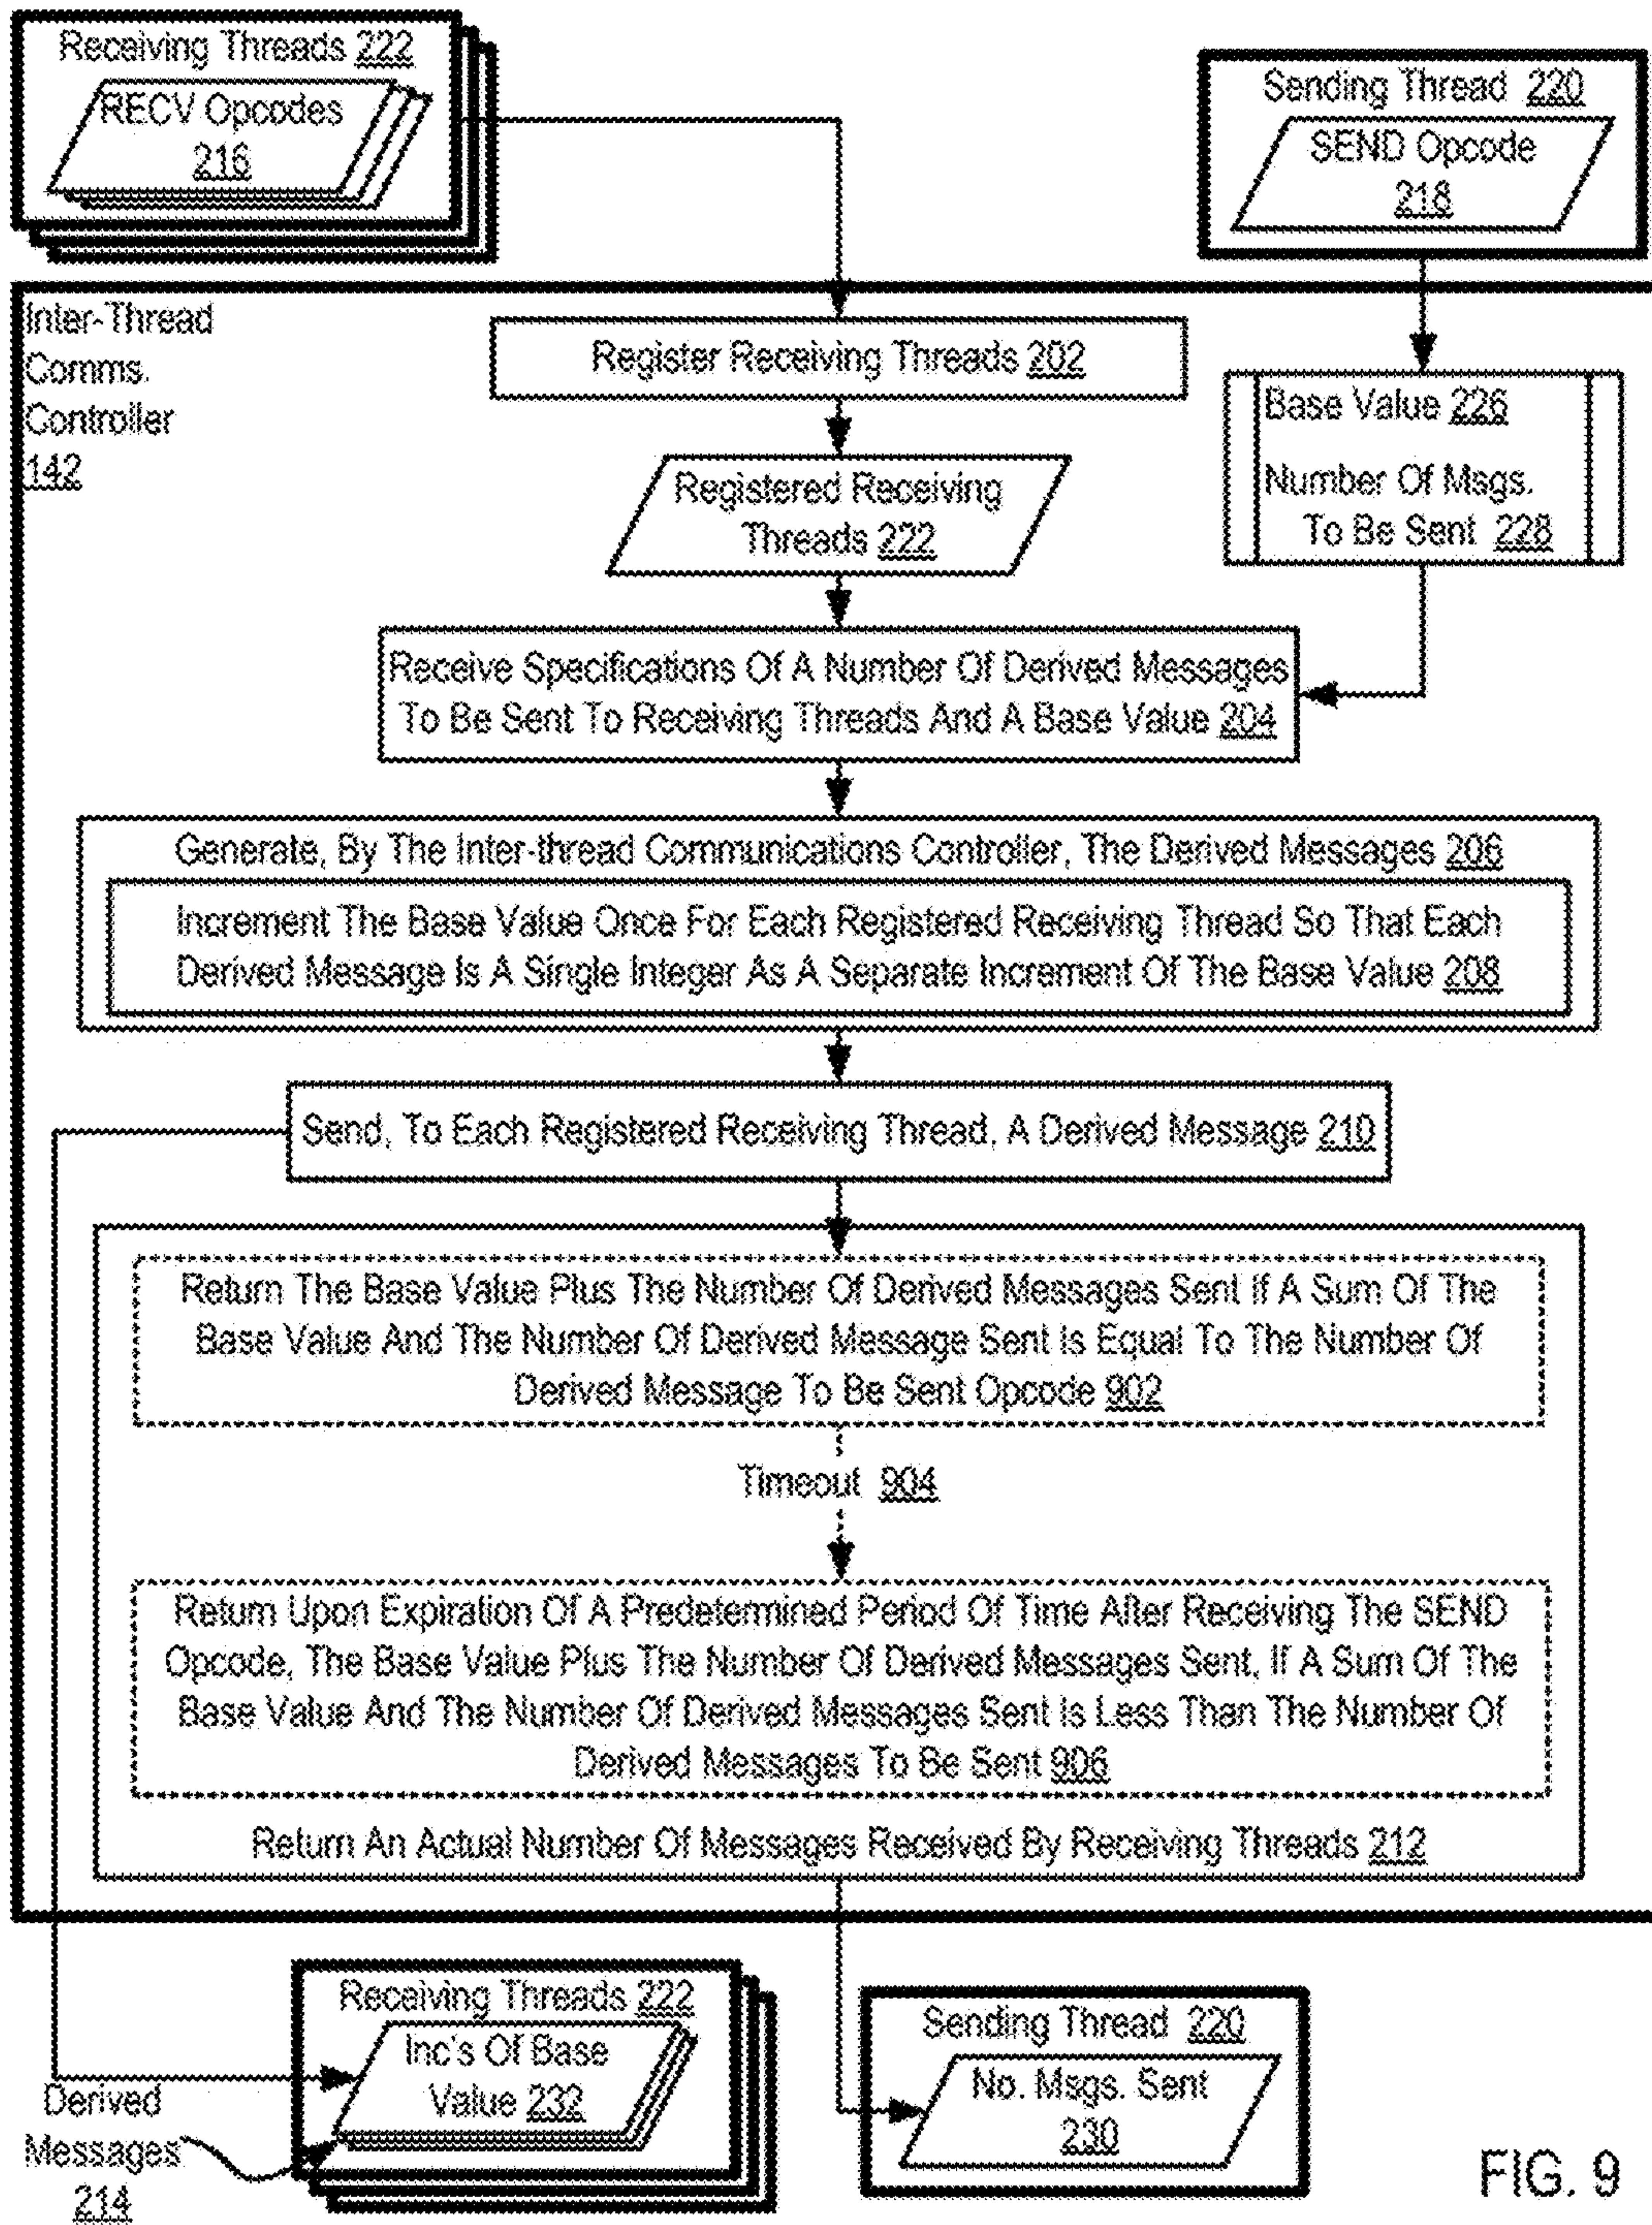 Receiving Threads 222
RECV Opcodes
216
Sending Thread 220
SEND Opcode
218
Inter-Thread
Comms.
Controller
142
Register Receiving Threads 202
Base Value 226
Number Of Msgs.
To Be Sent 228
Registered Receiving
Threads 222
Receive Specifications Of A Number Of Derived Messages
To Be Sent To Receiving Threads And A Base Value 204
Generate, By The Inter-thread Communications Controller, The Derived Messages 206
Increment The Base Value Once For Each Registered Receiving Thread So That Each
Derived Message Is A Single Integer As A Separate Increment Of The Base Value 208
Send, To Each Registered Receiving Thread, A Derived Message 210
Return The Base Value Plus The Number Of Derived Messages Sent If A Sum Of The
Base Value And The Number Of Derived Message Sent Is Equal To The Number Of
Derived Message To Be Sent Opcode 902
Timeout 904
Return Upon Expiration Of A Predetermined Period Of Time After Receiving The SEND
Opcode, The Base Value Plus The Number Of Derived Messages Sent, If A Sum Of The
Base Value And The Number Of Derived Messages Sent Is Less Than The Number Of
Derived Messages To Be Sent 906
Return An Actual Number Of Messages Received By Receiving Threads 212
Receiving Threads 222
Inc's Of Base
Value 232
Sending Thread 220
No. Msgs. Sent
230
Derived
Messages
214
FIG. 9